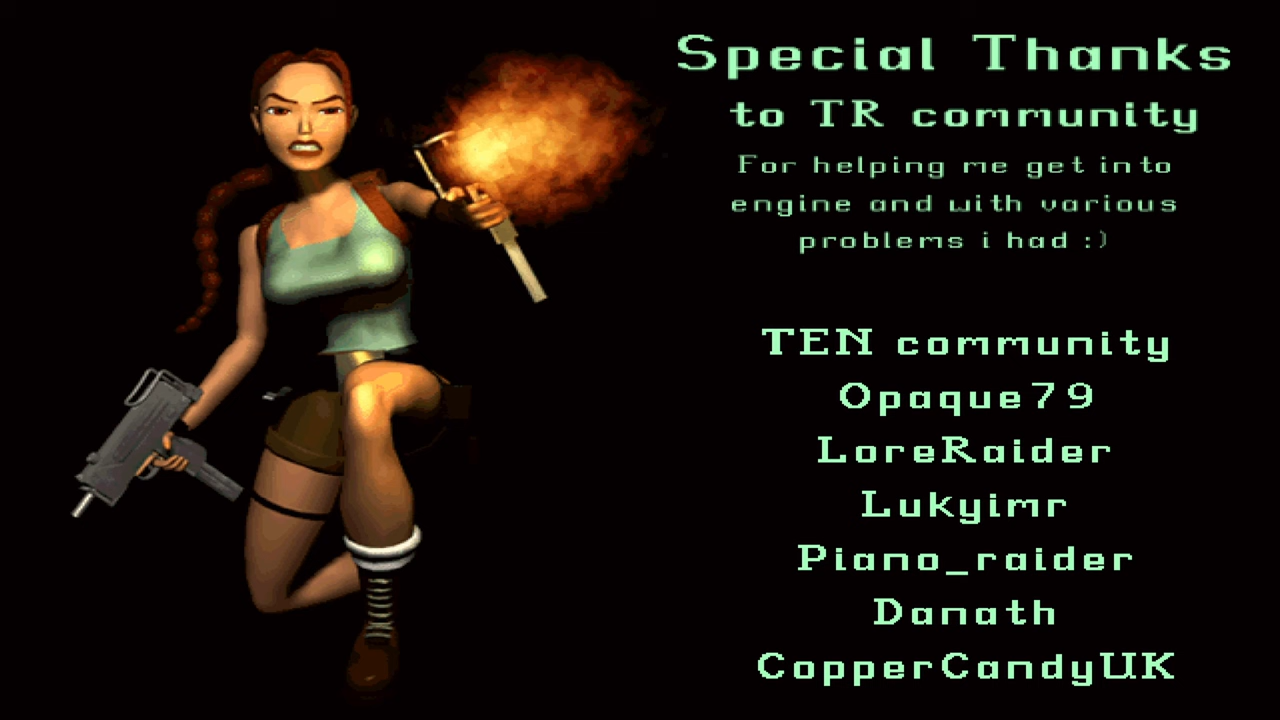 Special Thanks
to TR community
For helping me get into
engine and with various
problems i had :)
TEN community
Opaque79
LoreRaider
Lukyimr
Piano_raider
Danath
CopperCandyUK